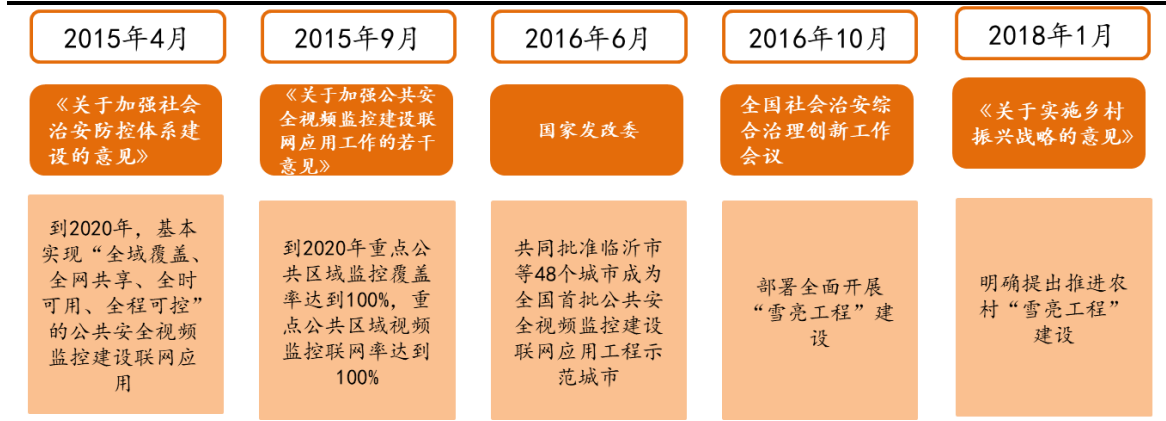 2015年4月
《关于加强社会
治安防控体系建
设的意见》
到2020年，基本
实现“全域覆盖、
全网共享、全时
可用、全程可控”
的公共安全视频
监控建设联网应
用
2015年9月
《关于加强公共安
全视频监控建设联
网应用工作的若干
意见》
到2020年重点公
共区域监控覆盖
率达到100%，重
点公共区域视频
监控联网率达到
100%
2016年6月
国家发改委
共同批准临沂市
等48个城市成为
全国首批公共安
全视频监控建设
联网应用工程示
范城市
2016年10月
全国社会治安综
合治理创新工作
会议
部署全面开展
“雪亮工程”建
设
2018年1月
《关于实施乡村
振兴战略的意见》
明确提出推进农
村“雪亮工程”
建设